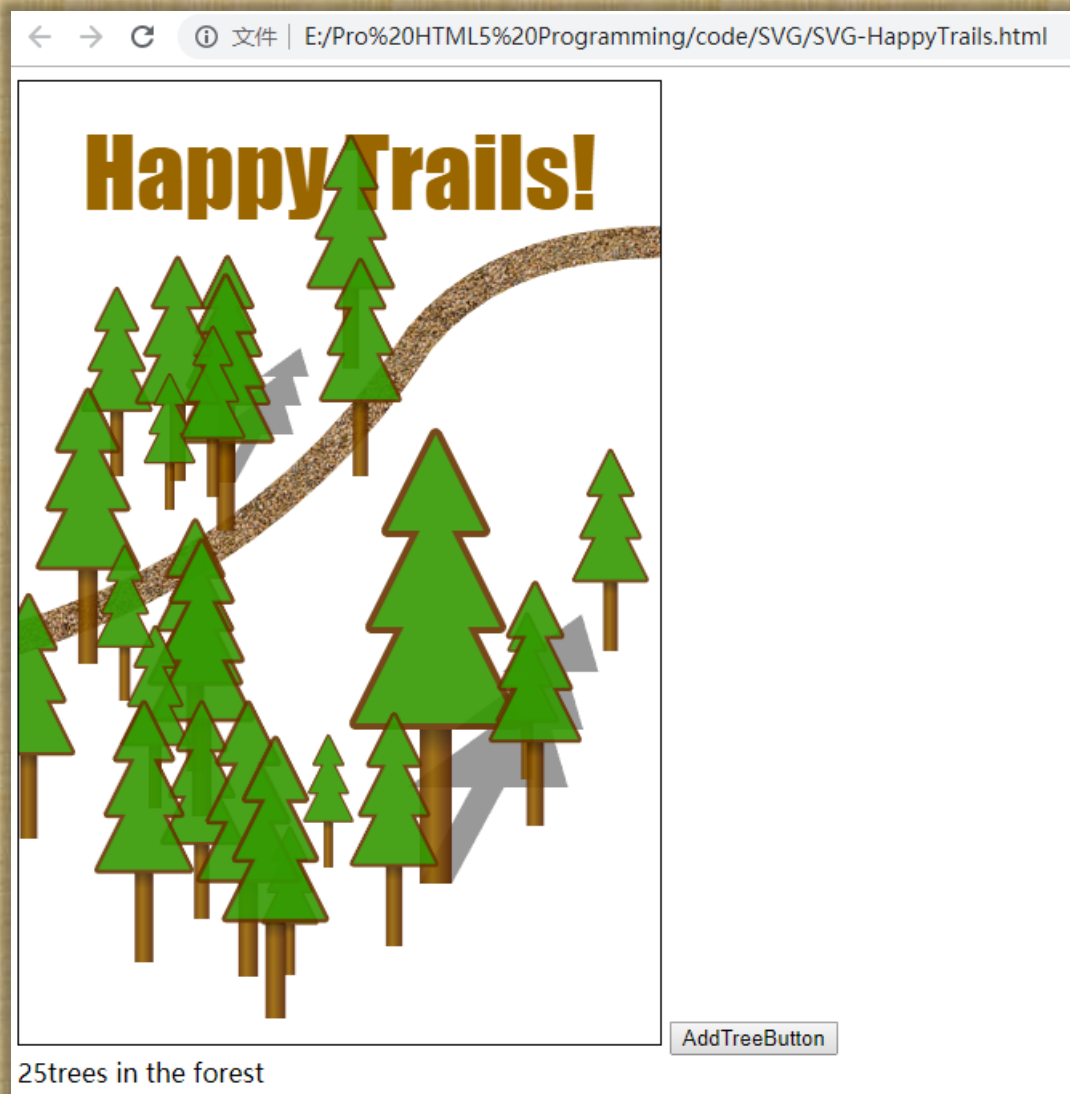 文件 E:/Pro%20HTML5%20Programming/code/SVG/SVG-HappyTrails.html
Happy Trails!
AddTreeButton
25trees in the forest